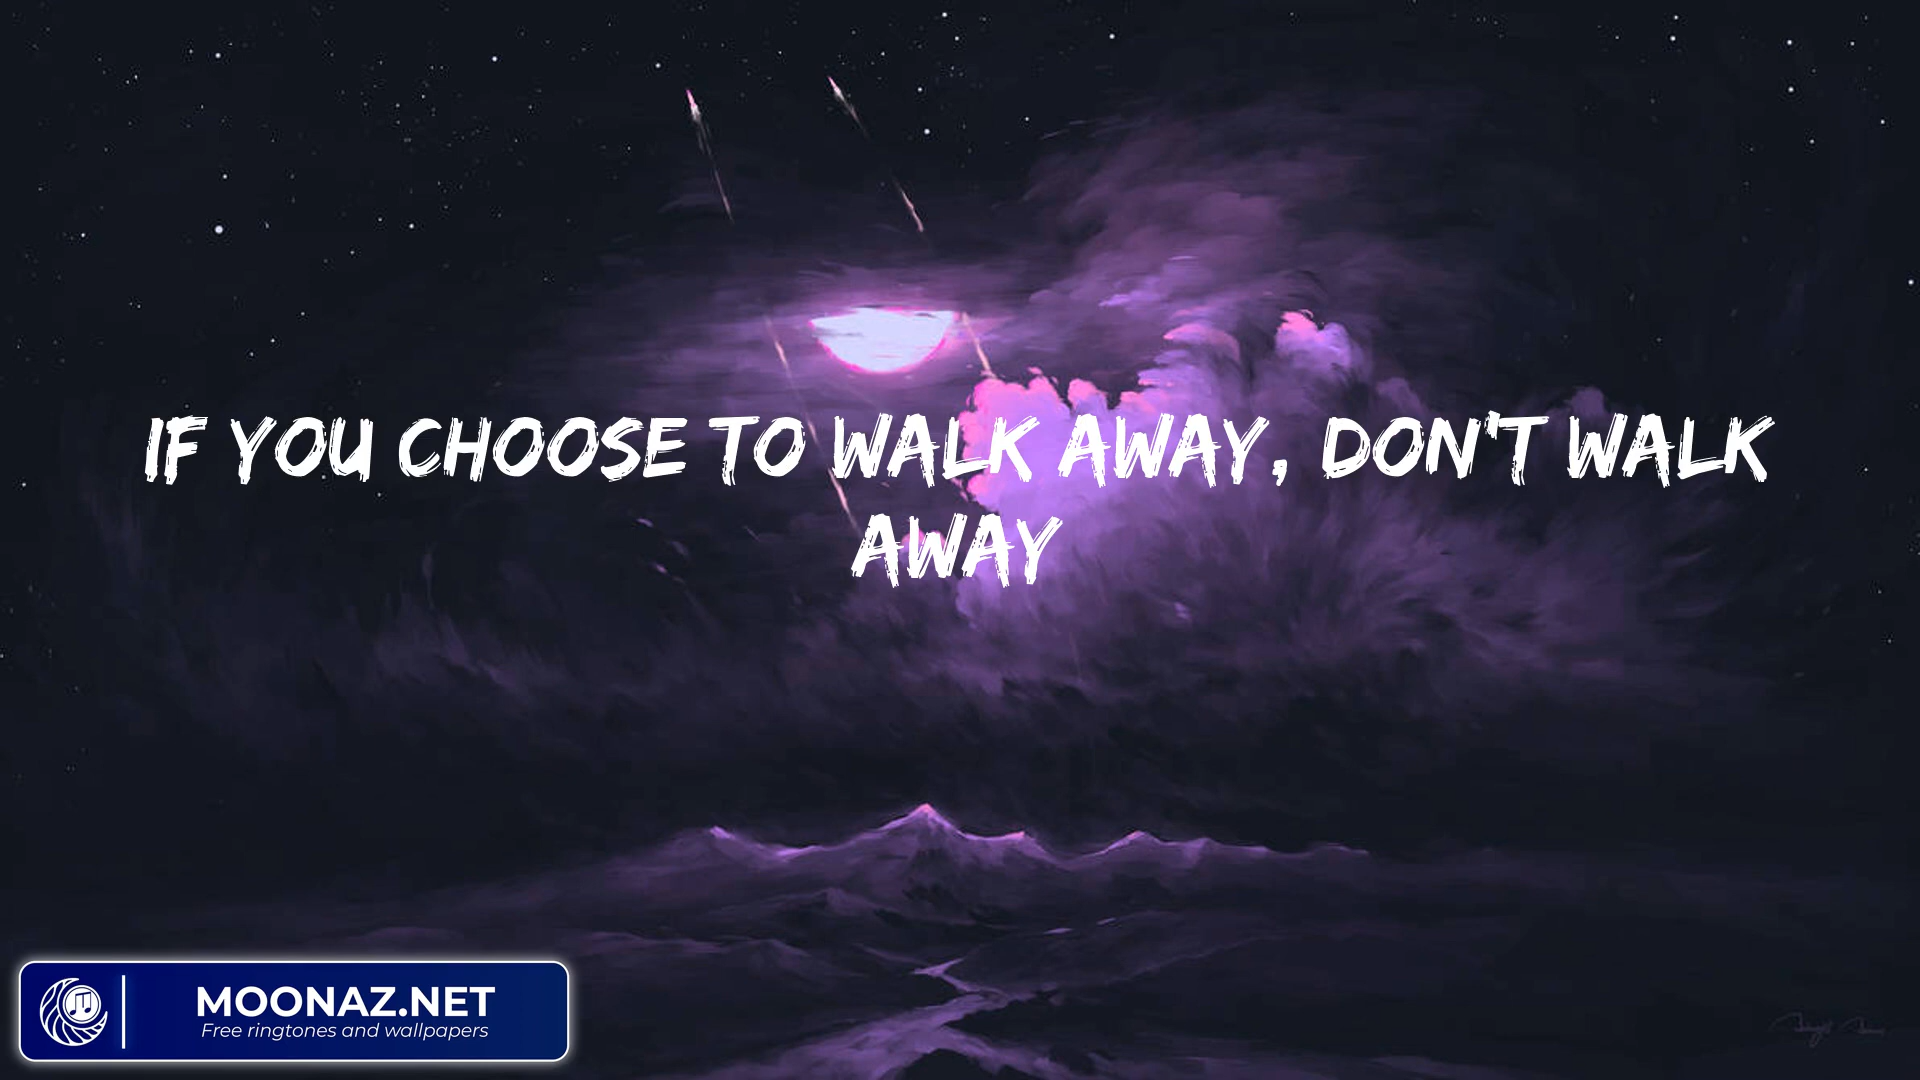 IF YOU CHOOSE TO WALK AWAY, DON'T WALK
AWAY
MOONAZ.NET
Free ringtones and wallpapers